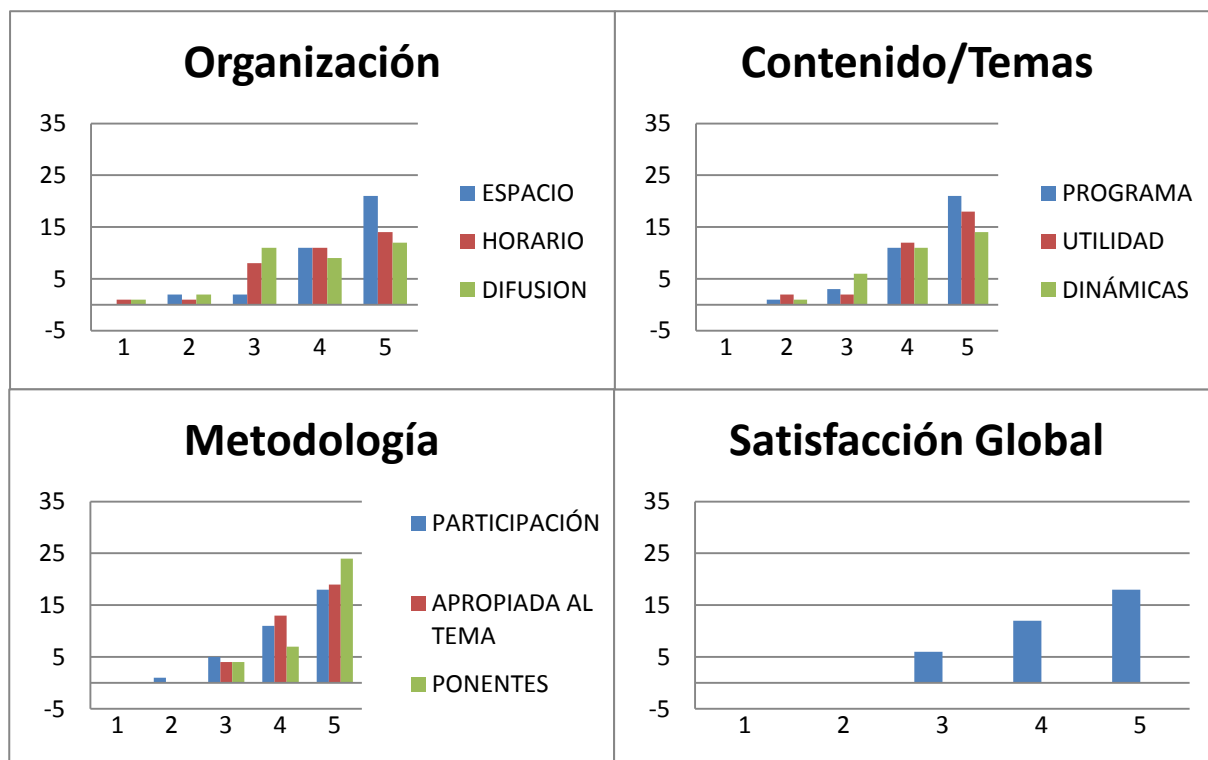 Organización
35
25
15
5
-5
1 2 3 4 5
ESPACIO
HORARIO
DIFUSION
Contenido/Temas
35
25
15
5
-5
1 2 3 4 5
PROGRAMA
UTILIDAD
DINÁMICAS
Metodología
35
25
15
5
-5
1 2 3 4 5
PARTICIPACIÓN
APROPIADA AL
TEMA
PONENTES
Satisfacción Global
35
25
15
5
-5
1 2 3 4 5